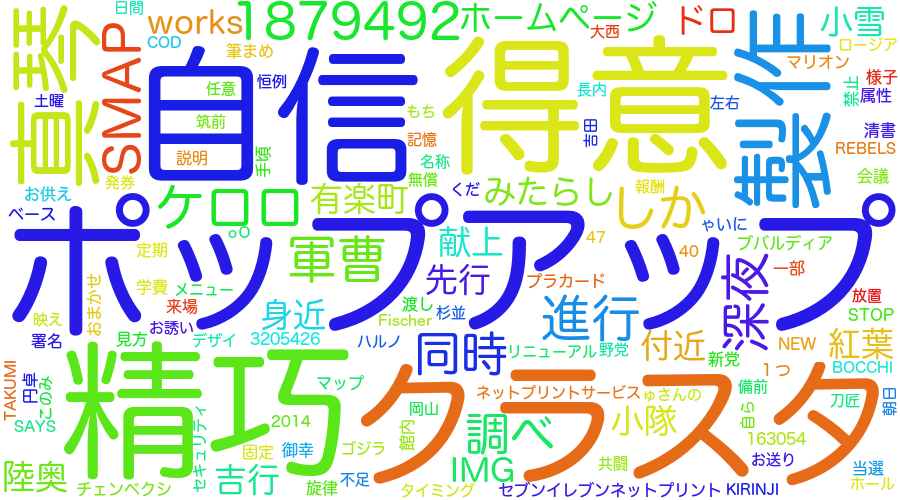 日間
works
1879492
ホームページ
ドロ
小雪
COD
筆まめ
大西
ロージア
真琴
SMAP
自信
得意
製作
恒例
マリオン
様子
禁止
属性
土曜
任意
もち
長内
左右
筑前
記憶
吉田
清書
REBELS
説明
手頃
名称
会議
発券
無償
お供え
ケロロ
有楽町
くだ
みたらし
報酬
しか
ベース
。o
ゃいに
ポップアップ
定期
軍曹
献上
47
40
ブバルディア
先行
深夜
一部
おまかせ
学費
メニュー
プラカード
来場
渡し
放置
映え
お誘い
身近
杉並
進行
STOP
署名
見方
デザイ
3205426
Fischer
ハルノ
同時
リニューアル
野党
付近
新党
NEW
紅葉
精巧
クラスタ
1つ
BOCCHI
TAKUMI
円卓
このみ
マップ
ネットプリントサービス
ゅさんの
備前
朝日
SAYS
セキュリティ
2014
岡山
館内
調べ
小隊
自ら
刀匠
163054
固定
御幸
ゴジラ
陸奥
吉行
IMG
共闘
お送り
当選
チェンベクシ
旋律
不足
タイミング
セブンイレブンネットプリント
KIRINJI
ホール